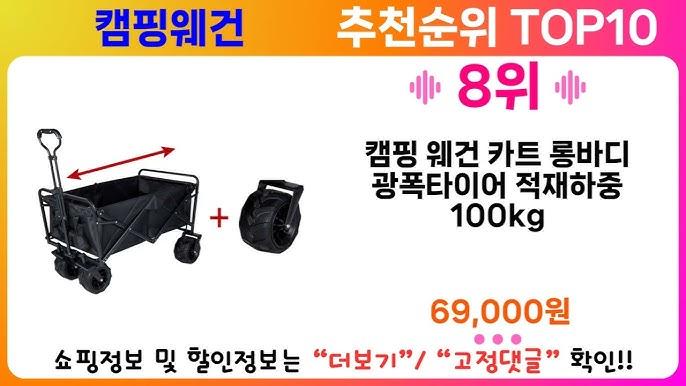 캠핑웨건 추천순위 TOP10
8위
캠핑 웨건 카트 롱바디
광폭타이어 적재하중
100kg
+
69,000원
쇼핑정보 및 할인정보는 “더보기”/ “고정댓글” 확인!!